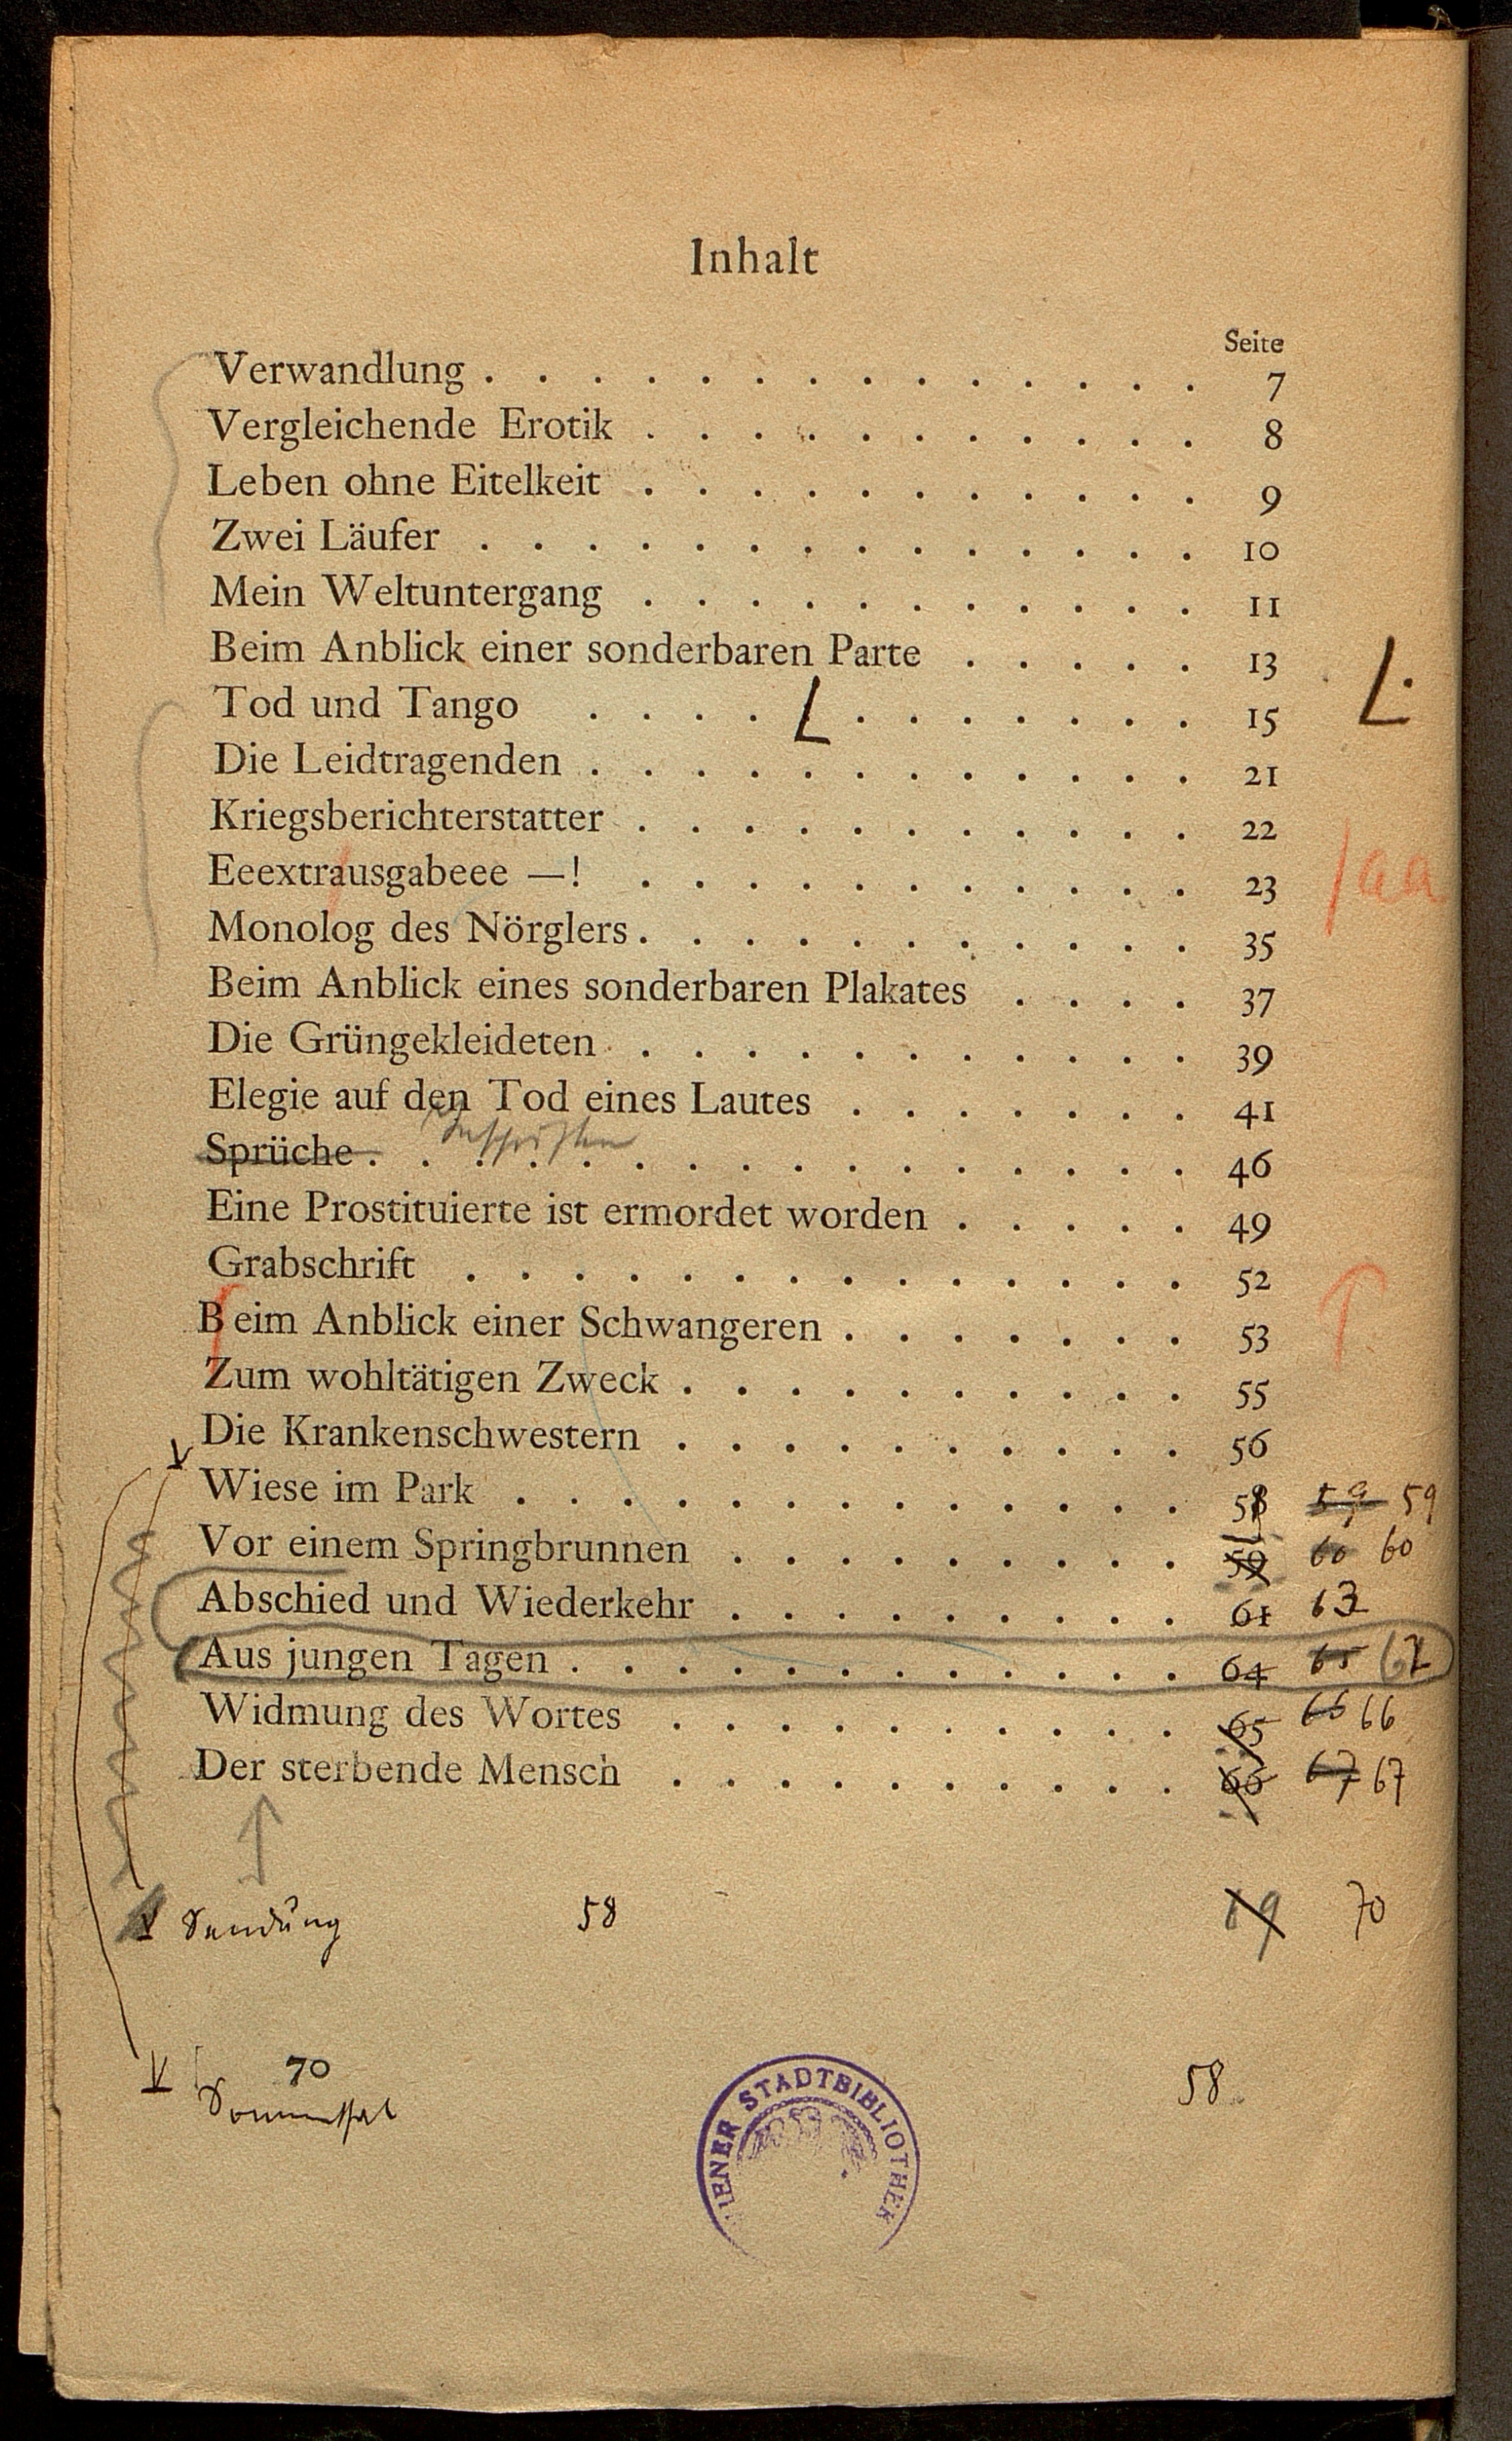 Inhalt
Seite
Verwandlung . . . . . . . . . . . . . . 7
Vergleichende Erotik . . . . . . . . . . . 8
Leben ohne Eitelkeit . . . . . . . . . . . 9
Zwei Läufer . . . . . . . . . . . . . . 10
Mein Weltuntergang . . . . . . . . . . . 11
Beim Anblick einer sonderbaren Parte . . . . . 13
Tod und Tango . . . . . . . . . . . 15
Die Leidtragenden . . . . . . . . . . . . 21
Kriegsberichterstatter . . . . . . . . . . . 22
Eeextrausgabeee —! . . . . . . . . . . . 23 aa
Monolog des Nörglers . . . . . . . . . . . 35
Beim Anblick eines sonderbaren Plakates . . . . 37
Die Grüngekleideten . . . . . . . . . . . 39
Elegie auf den Tod eines Lautes . . . . . . . 41
Inschriften
Sprüche . . . . . . . . . . . . . . . . 46
Eine Prostituierte ist ermordet worden . . . . . 49
Grabschrift . . . . . . . . . . . . . . 52
Beim Anblick einer Schwangeren . . . . . . . 53
Zum wohltätigen Zweck . . . . . . . . . . 55
Die Krankenschwestern . . . . . . . . . . 56
Wiese im Park . . . . . . . . . . . . . 58 59 59
Vor einem Springbrunnen . . . . . . . . . 59 60 60
Abschied und Wiederkehr . . . . . . . . . 61 63
Aus jungen Tagen . . . . . . . . . . . . 64 65 62
Widmung des Wortes . . . . . . . . . . 65 66 66
Der sterbende Mensch . . . . . . . . . . 66 67 67
Sendung 58 69 70
70 58
WIENER STADTBIBLIOTHEK